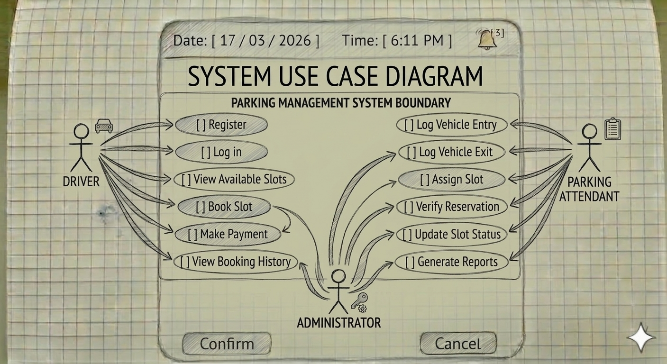 Date: [ 17 / 03 / 2026 ] Time: [ 6:11 PM ] [3]
SYSTEM USE CASE DIAGRAM
PARKING MANAGEMENT SYSTEM BOUNDARY
[ ] Register
[ ] Log in
[ ] View Available Slots
[ ] Book Slot
[ ] Make Payment
[ ] View Booking History
[ ] Log Vehicle Entry
[ ] Log Vehicle Exit
[ ] Assign Slot
[ ] Verify Reservation
[ ] Update Slot Status
[ ] Generate Reports
DRIVER
PARKING
ATTENDANT
ADMINISTRATOR
Confirm
Cancel